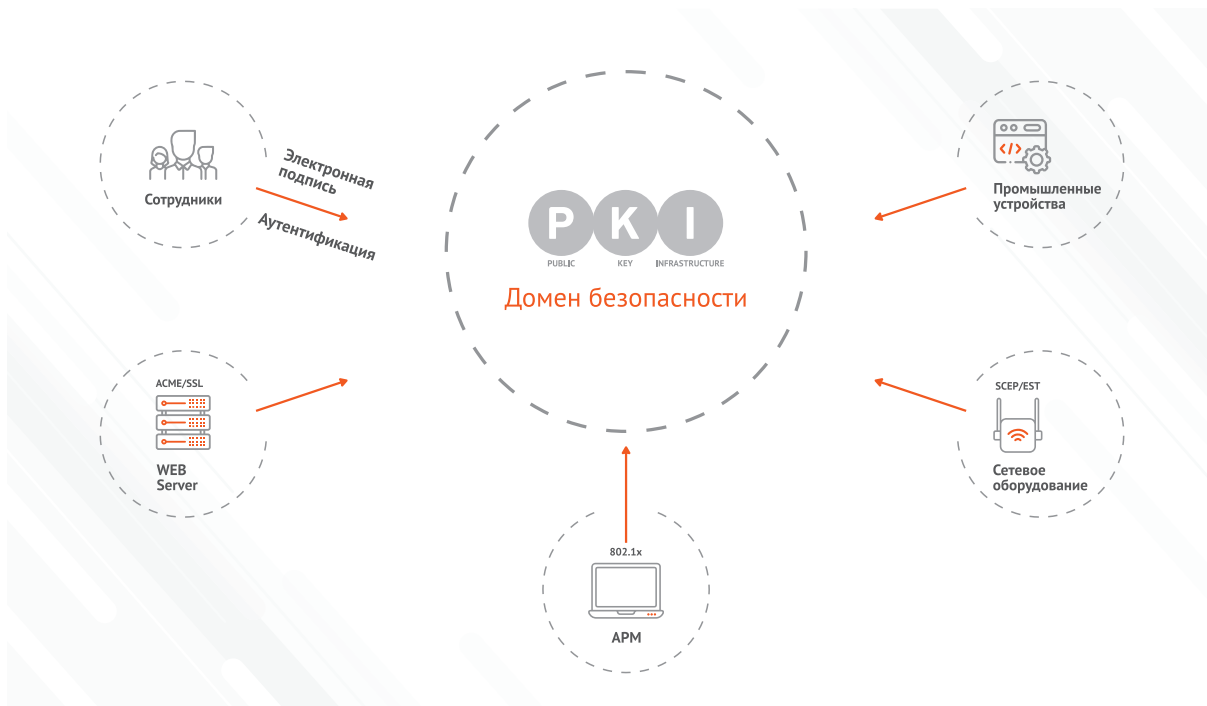 Сотрудники
Электронная
подпись
Аутентификация
P K I
PUBLIC KEY INFRASTRUCTURE
Домен безопасности
</>
Промышленные
устройства
ACME/SSL
WEB
Server
SCEP/EST
Сетевое
оборудование
802.1x
АРМ